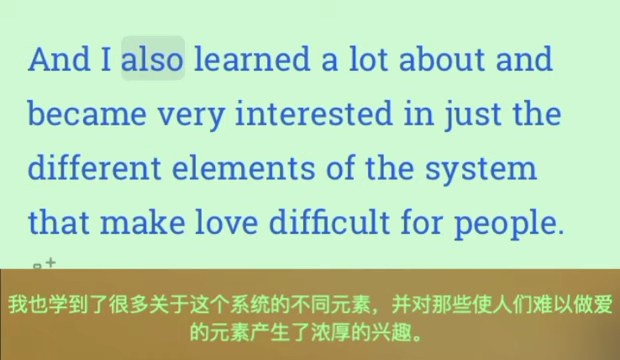 And I also learned a lot about and
became very interested in just the
different elements of the system
that make love difficult for people.
我也学到了很多关于这个系统的不同元素，并对那些使人们难以做爱
的元素产生了浓厚的兴趣。